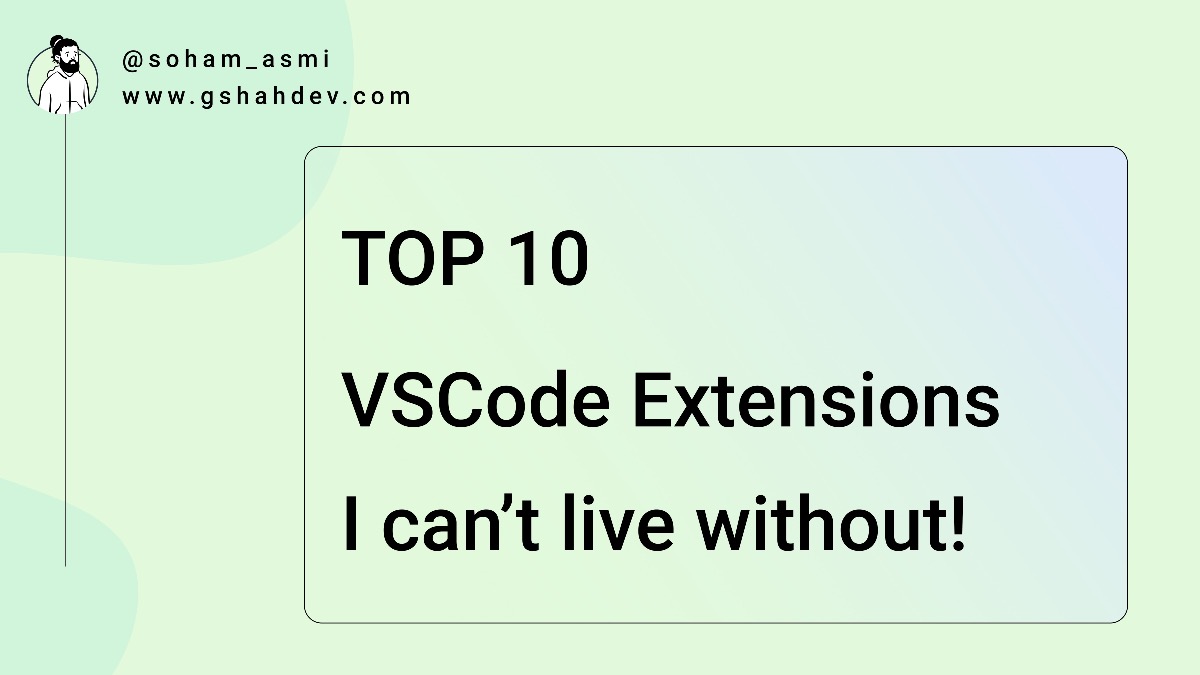 @soham_asmi
www.gshahdev.com
TOP 10
VSCode Extensions
I can’t live without!